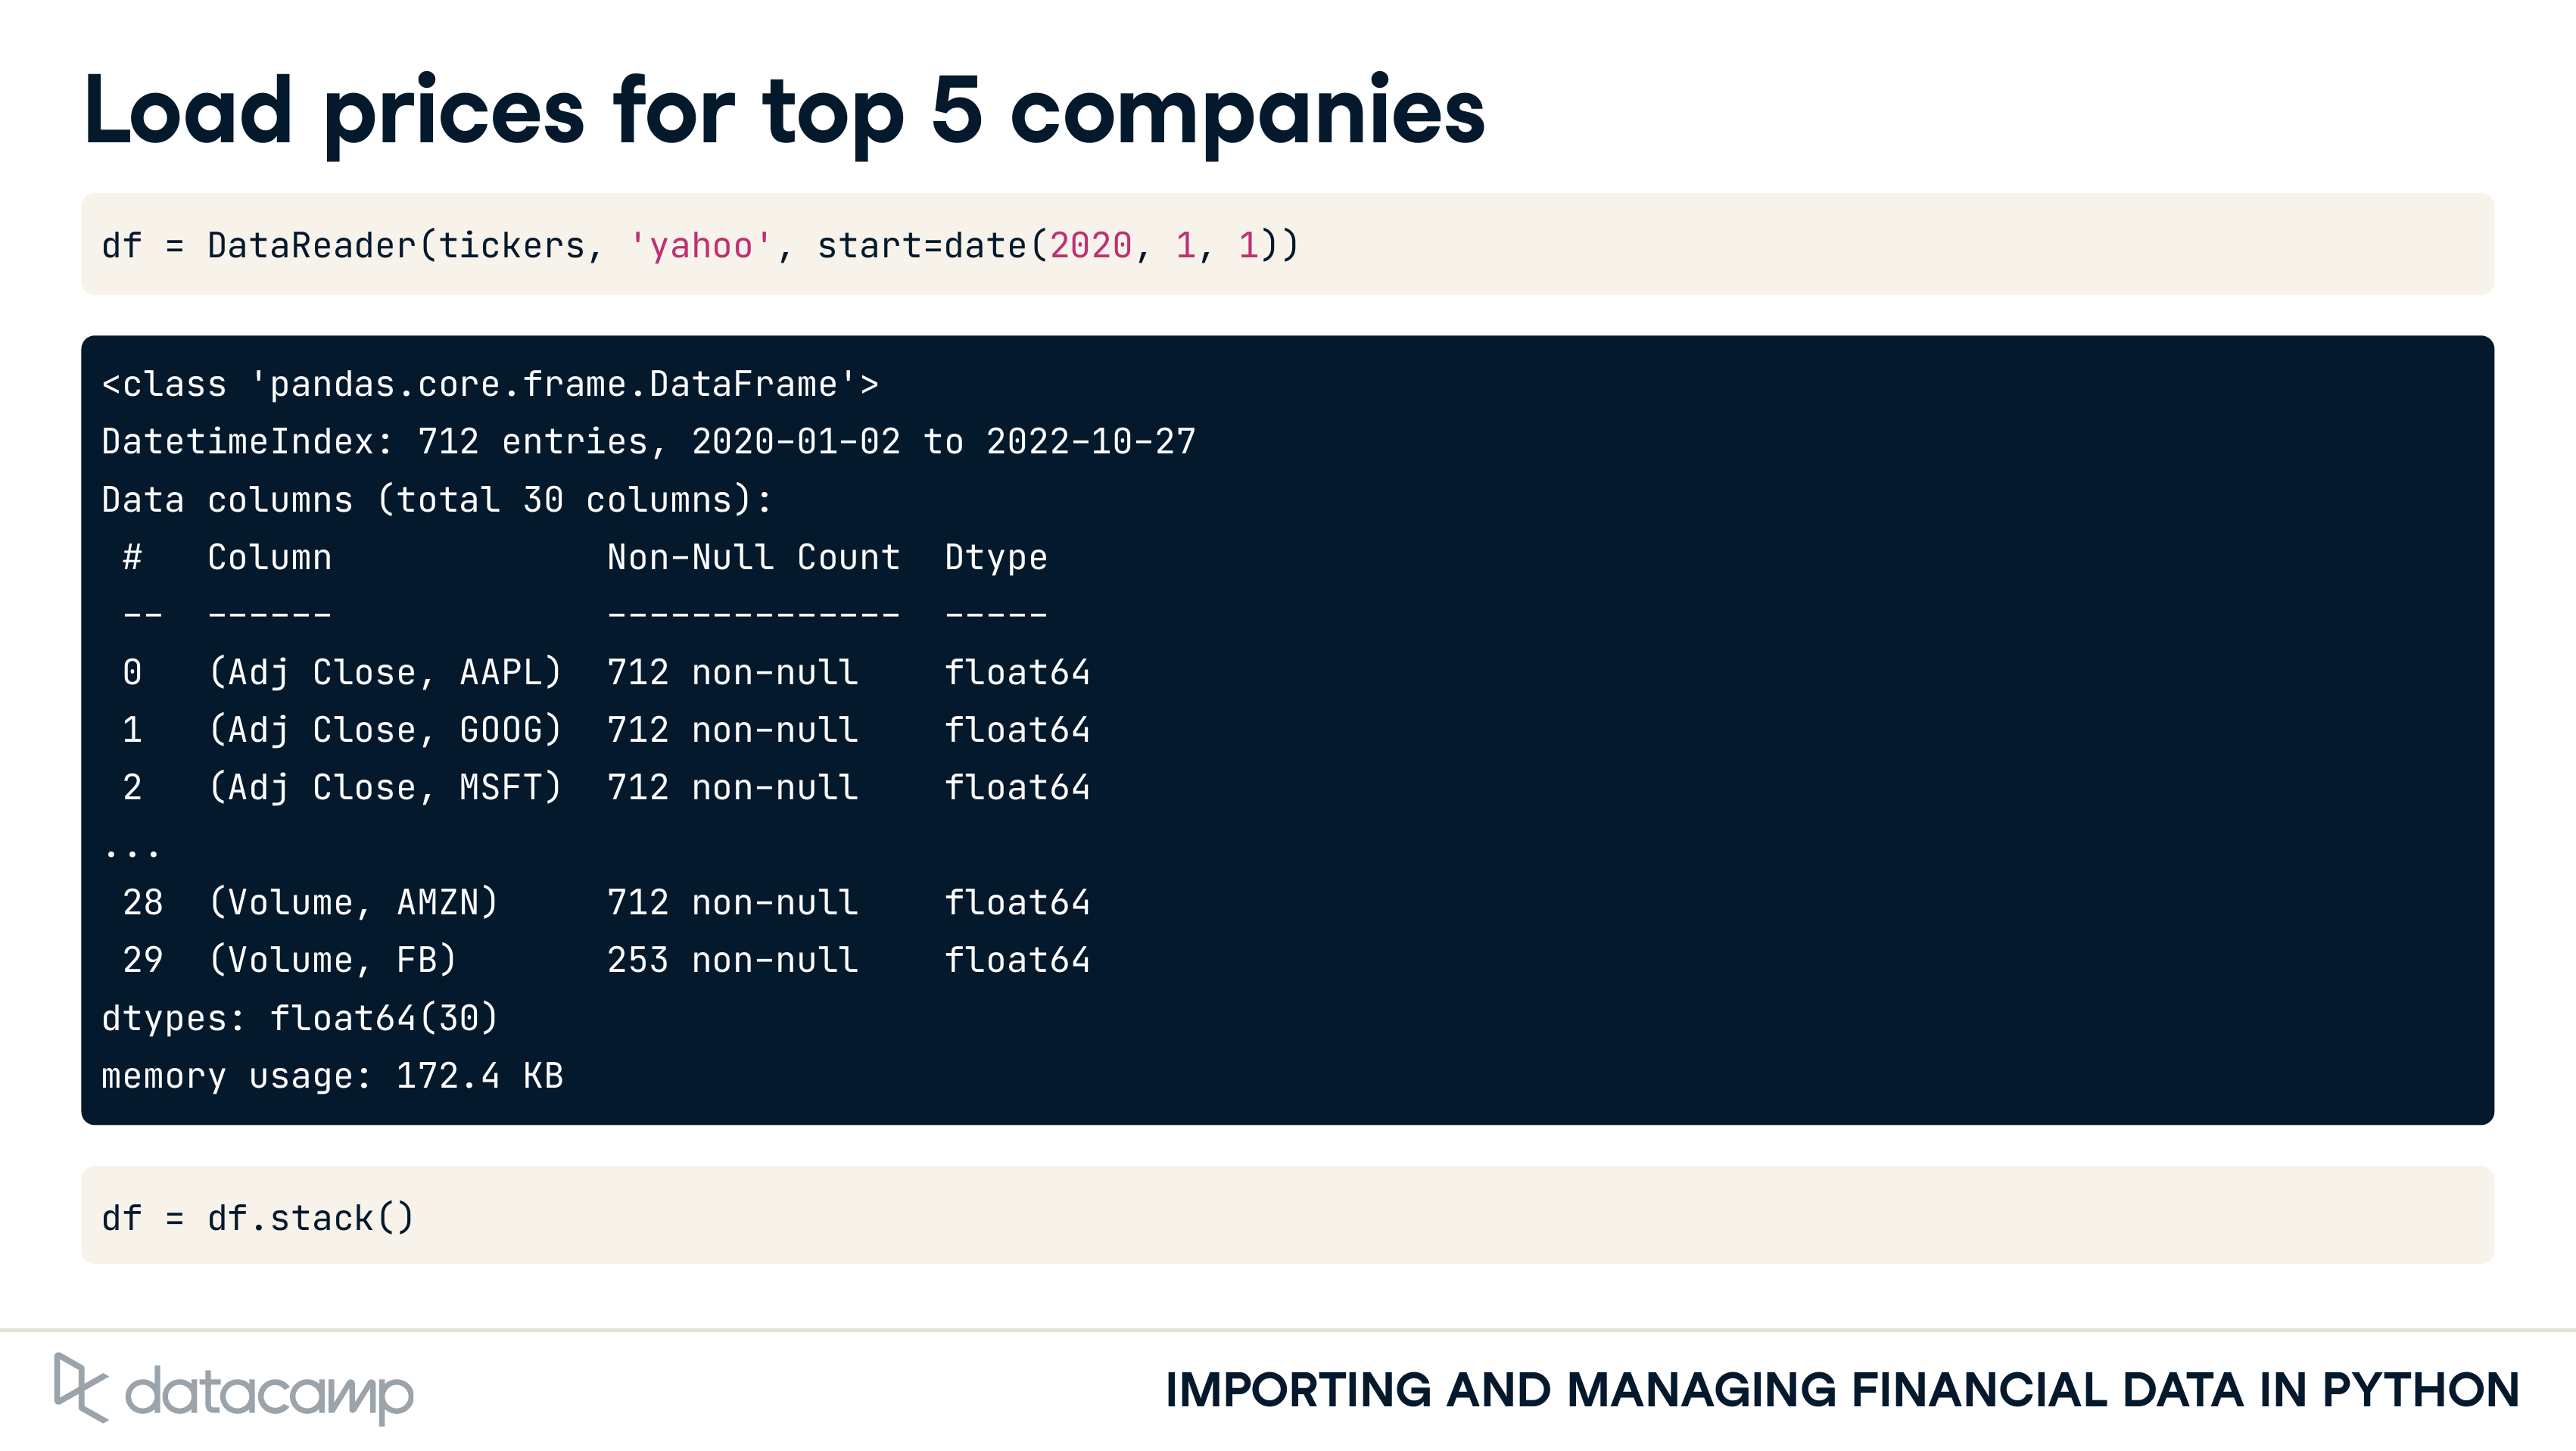 Load prices for top 5 companies
df = DataReader(tickers, 'yahoo', start=date(2020, 1, 1))
<class 'pandas.core.frame.DataFrame'>
DatetimeIndex: 712 entries, 2020-01-02 to 2022-10-27
Data columns (total 30 columns):
 #   Column             Non-Null Count  Dtype
 --  ------             --------------  -----
 0   (Adj Close, AAPL)  712 non-null    float64
 1   (Adj Close, GOOG)  712 non-null    float64
 2   (Adj Close, MSFT)  712 non-null    float64
...
 28  (Volume, AMZN)     712 non-null    float64
 29  (Volume, FB)       253 non-null    float64
dtypes: float64(30)
memory usage: 172.4 KB
df = df.stack()
datacamp
IMPORTING AND MANAGING FINANCIAL DATA IN PYTHON